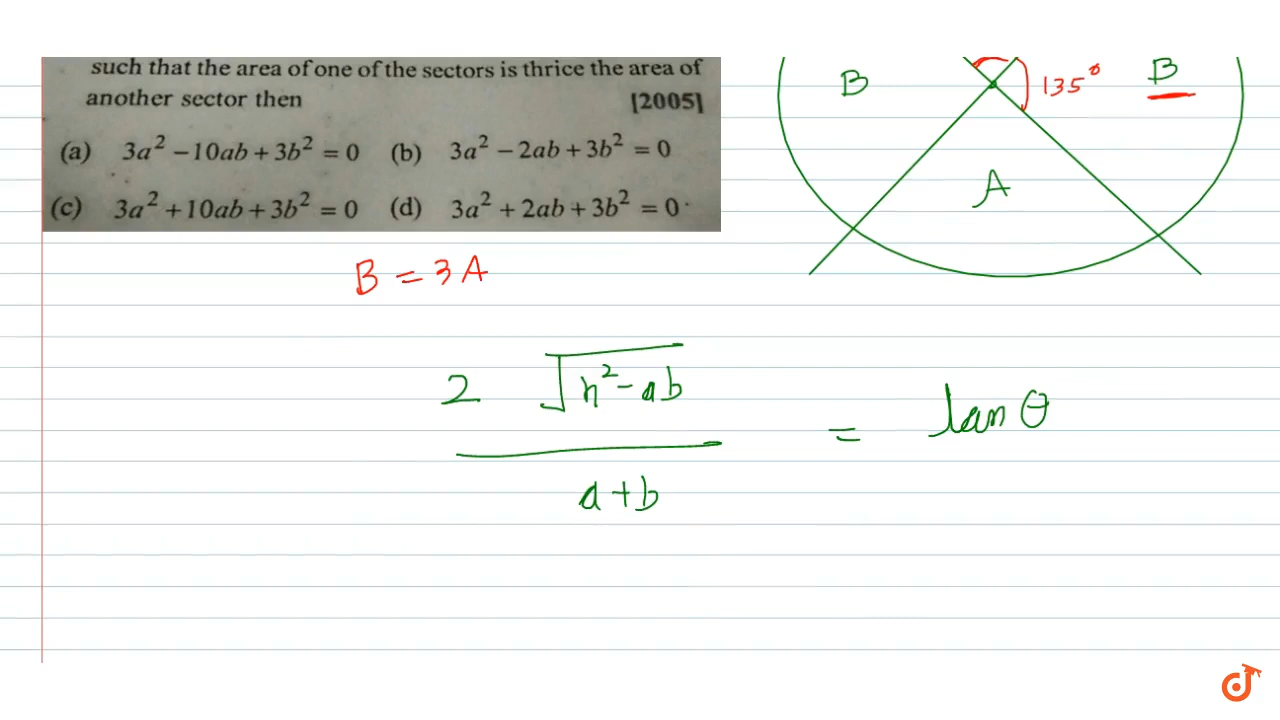 such that the area of one of the sectors is thrice the area of
another sector then [2005]
(a) 3a² − 10ab + 3b² = 0 (b) 3a² − 2ab + 3b² = 0
(c) 3a² + 10ab + 3b² = 0 (d) 3a² + 2ab + 3b² = 0
B 135° B
A
B = 3A
2 √(h² − ab) / (a + b) = tan θ